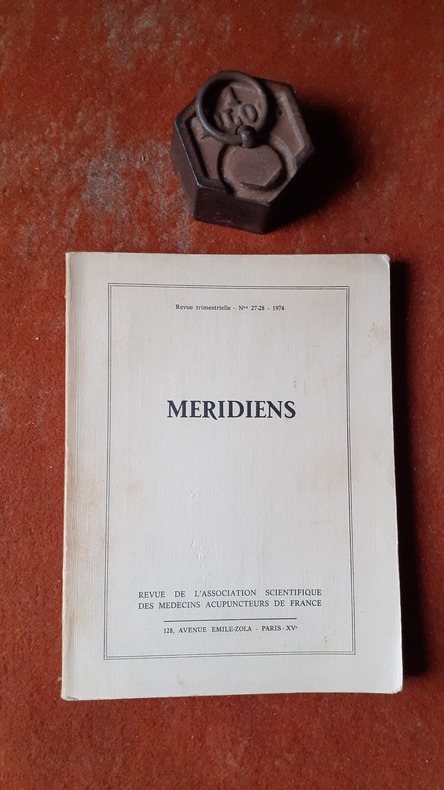 Revue trimestrielle - Nos 27-28 - 1974
MERIDIENS
REVUE DE L'ASSOCIATION SCIENTIFIQUE
DES MEDECINS ACUPUNCTEURS DE FRANCE
128, AVENUE EMILE-ZOLA - PARIS-XVe